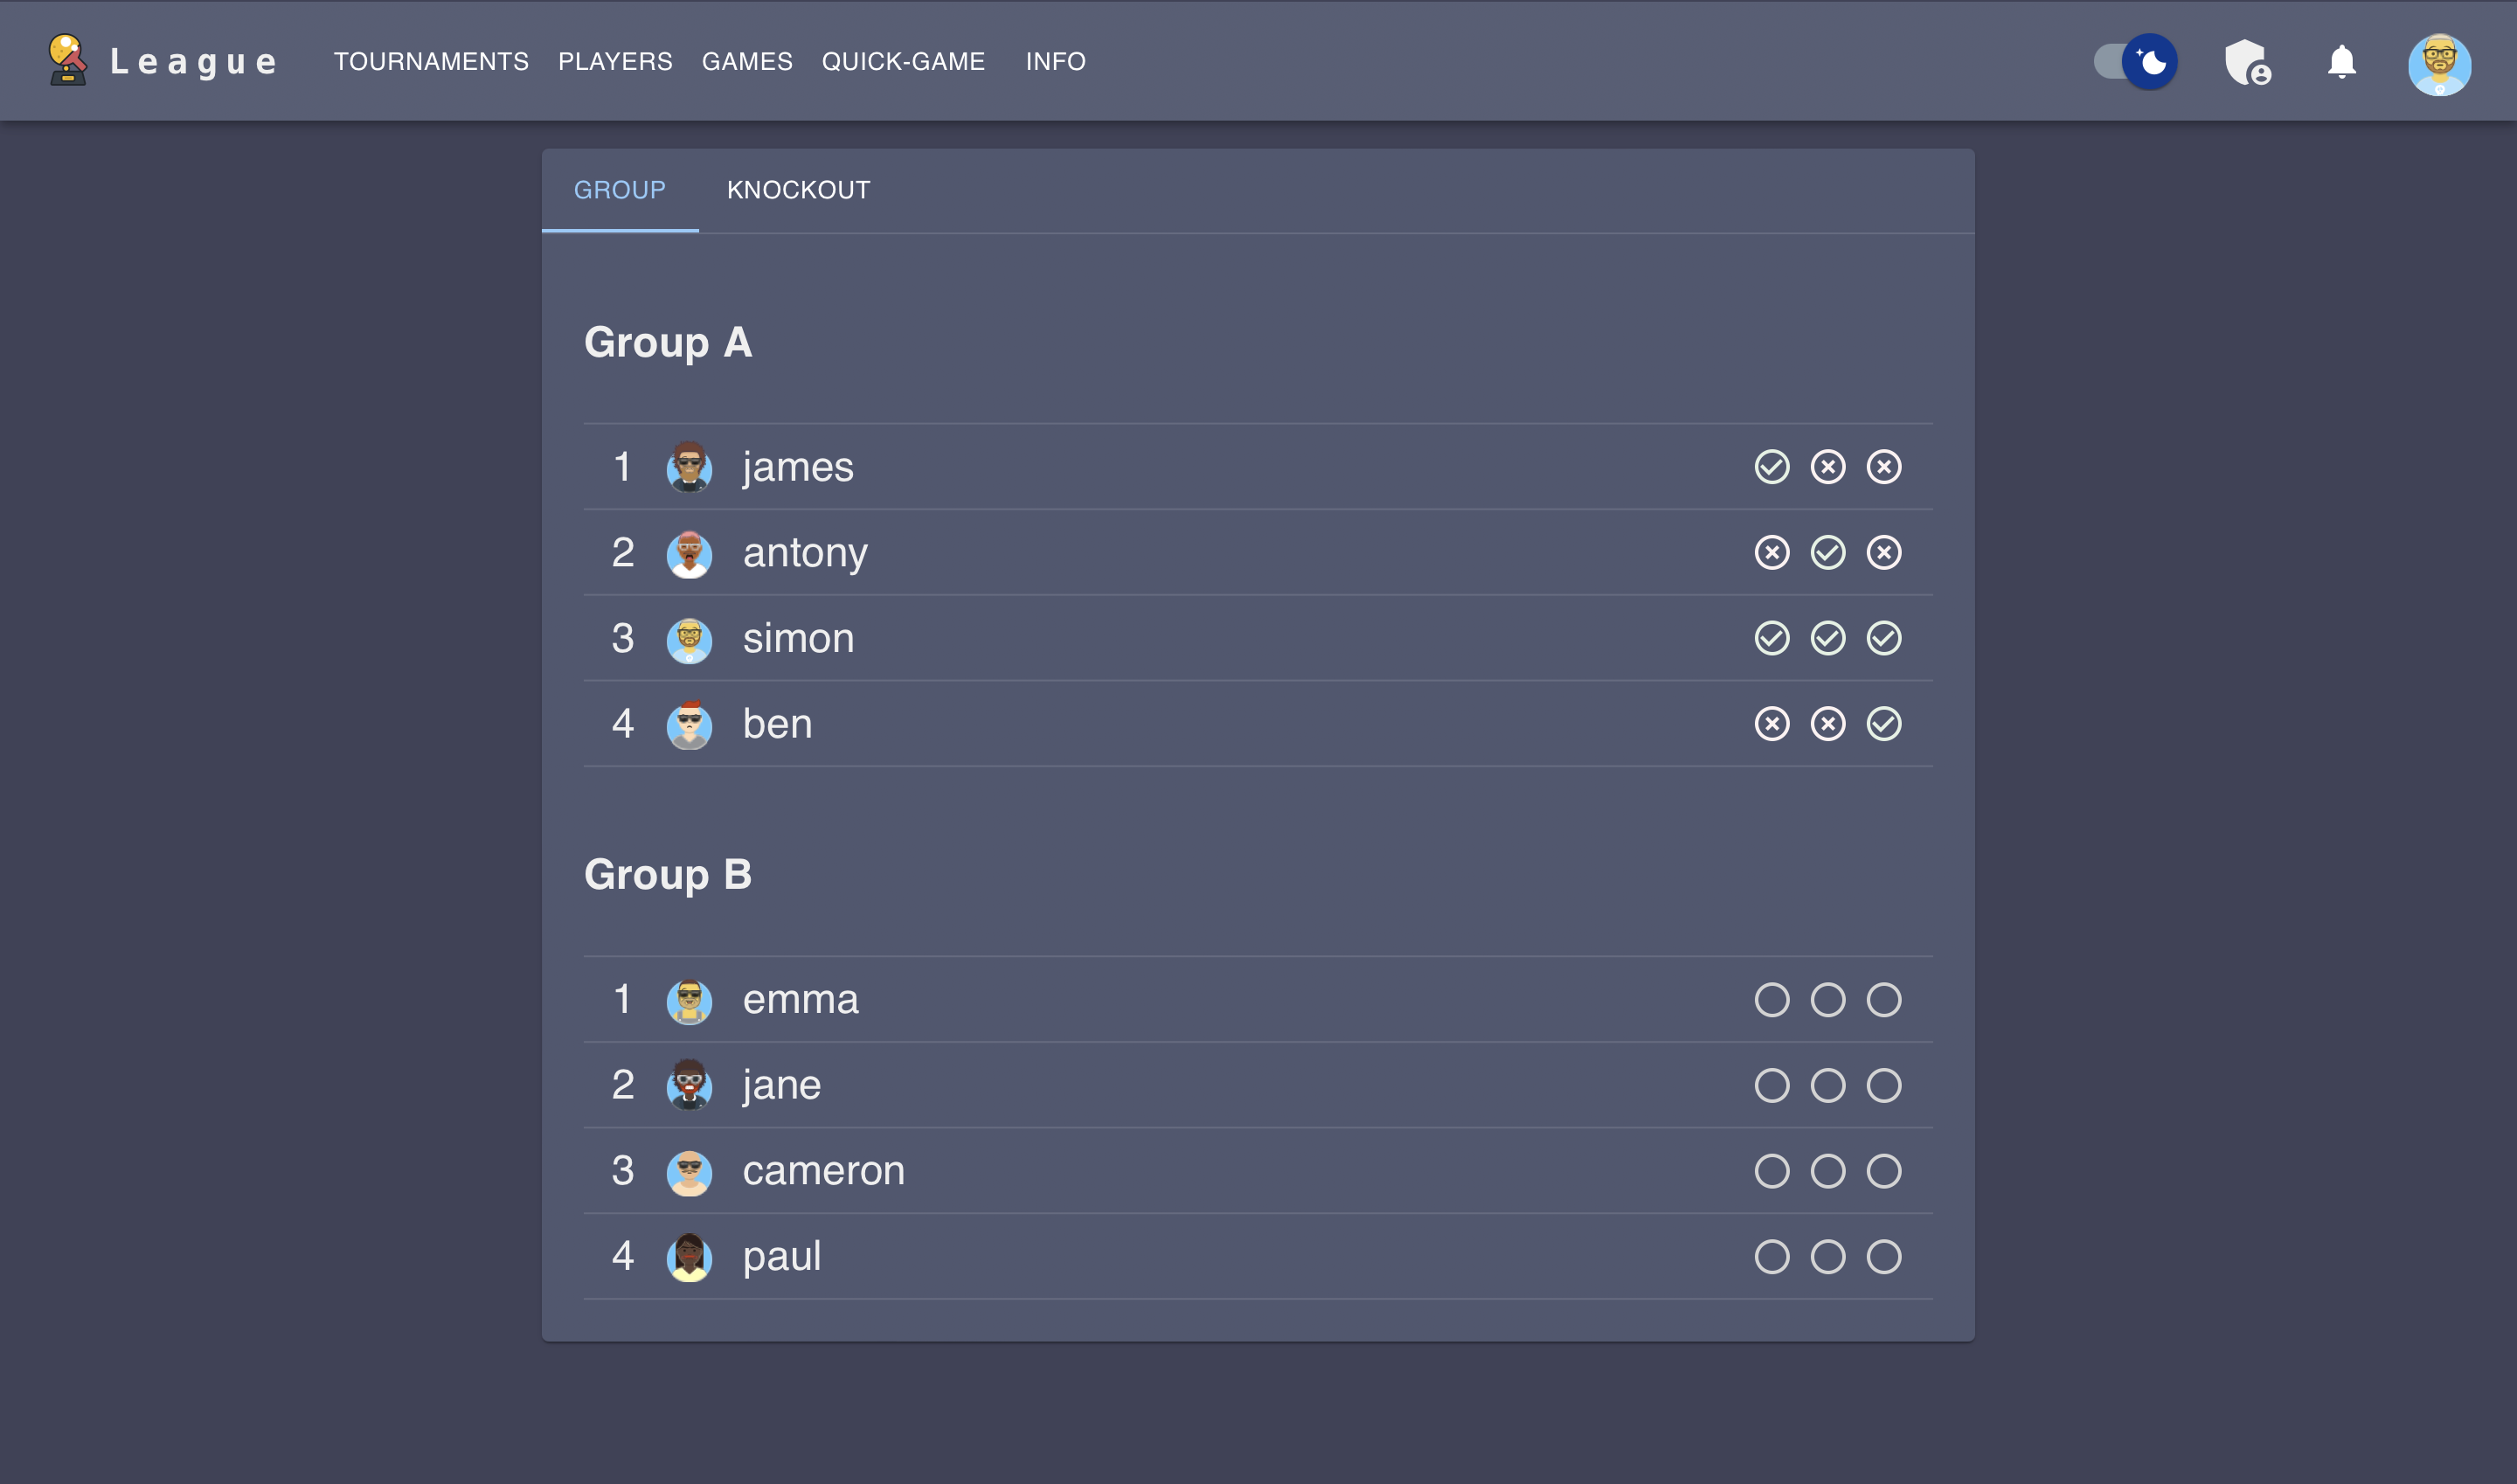 League TOURNAMENTS PLAYERS GAMES QUICK-GAME INFO
GROUP KNOCKOUT
Group A
1 james
2 antony
3 simon
4 ben
Group B
1 emma
2 jane
3 cameron
4 paul